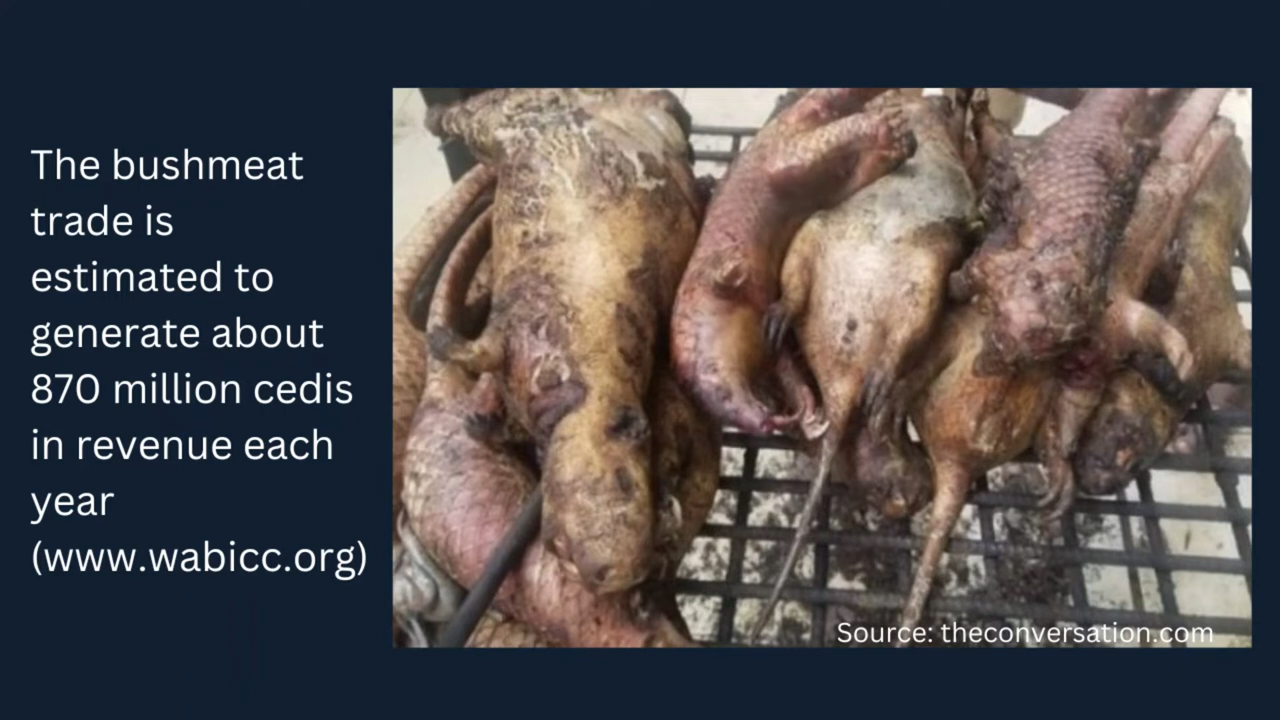 The bushmeat
trade is
estimated to
generate about
870 million cedis
in revenue each
year
(www.wabicc.org)
Source: theconversation.com